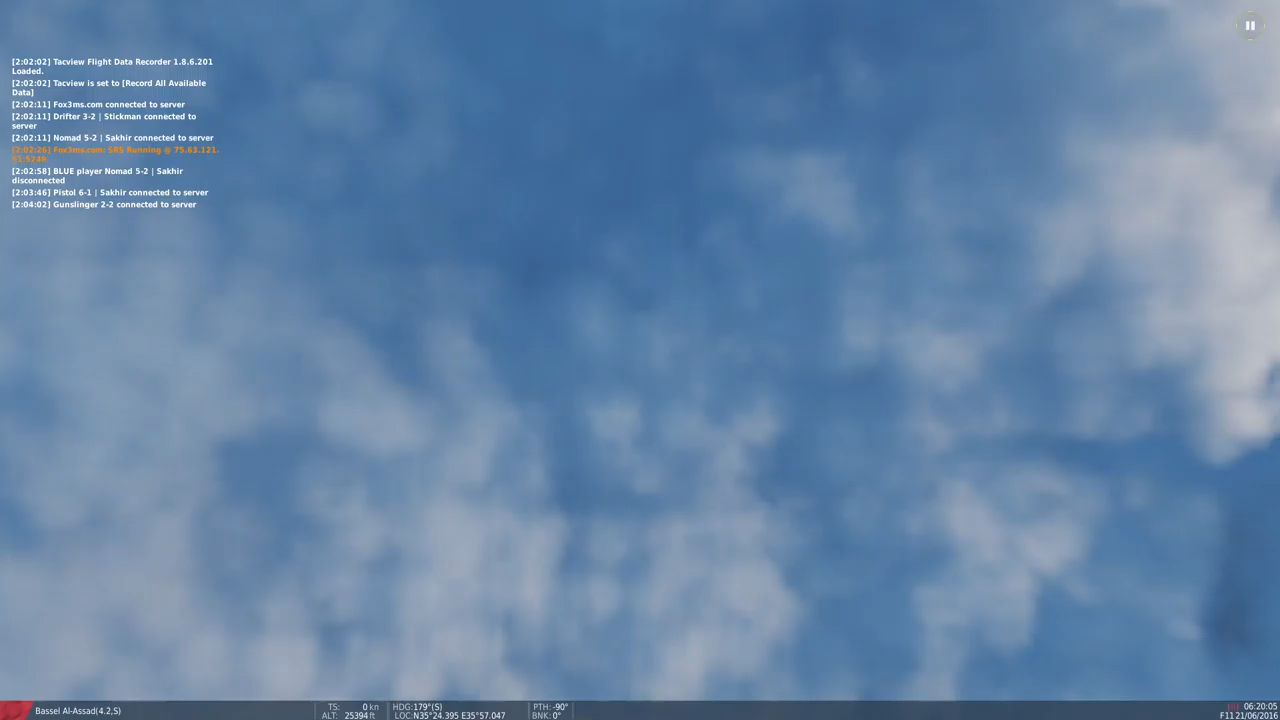 [2:02:02] Tacview Flight Data Recorder 1.8.6.201
Loaded.
[2:02:02] Tacview is set to [Record All Available
Data]
[2:02:11] Fox3ms.com connected to server
[2:02:11] Drifter 3-2 | Stickman connected to
server
[2:02:11] Nomad 5-2 | Sakhir connected to server
[2:02:26] Fox3ms.com: SRS Running @ 75.63.121.
[2:02:58] BLUE player Nomad 5-2 | Sakhir
disconnected
[2:03:46] Pistol 6-1 | Sakhir connected to server
[2:04:02] Gunslinger 2-2 connected to server
Bassel Al-Assad(4.2,S)
TS: 0 kn HDG:179°(S) PTH: -90° 06:20:05
ALT: 25394 ft LOC:N35°24.395 E35°57.047 BNK: 0° F11 21/06/2016